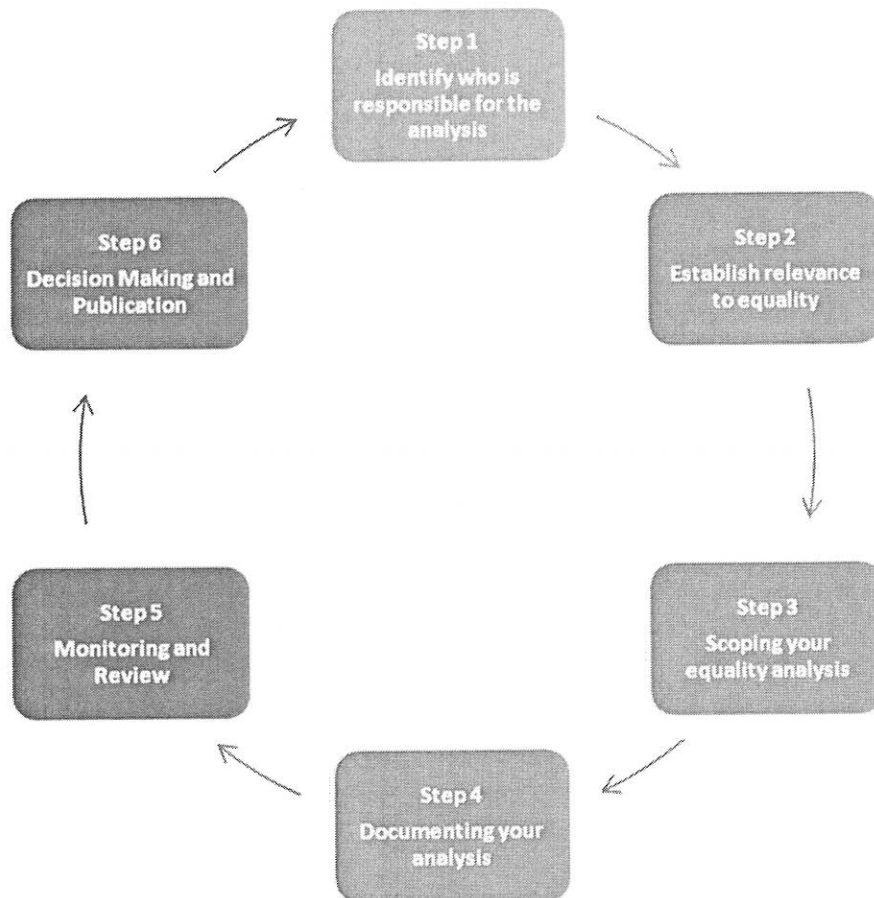 Step 1
Identify who is
responsible for the
analysis
Step 2
Establish relevance
to equality
Step 3
Scoping your
equality analysis
Step 4
Documenting your
analysis
Step 5
Monitoring and
Review
Step 6
Decision Making and
Publication